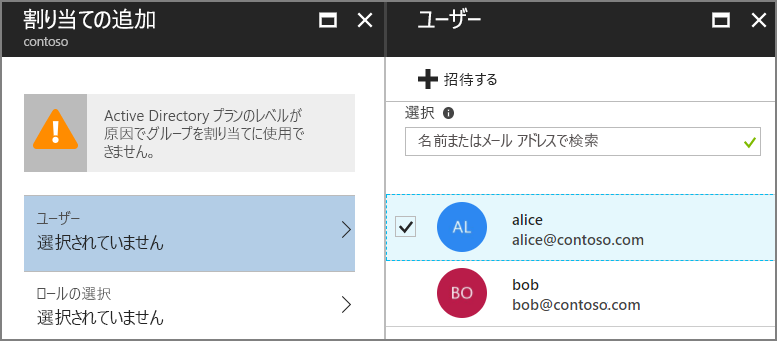 割り当ての追加
contoso
Active Directory プランのレベルが
原因でグループを割り当てに使用で
きません。
ユーザー
選択されていません
ロールの選択
選択されていません
ユーザー
招待する
選択
名前またはメール アドレスで検索
AL
alice
alice@contoso.com
BO
bob
bob@contoso.com